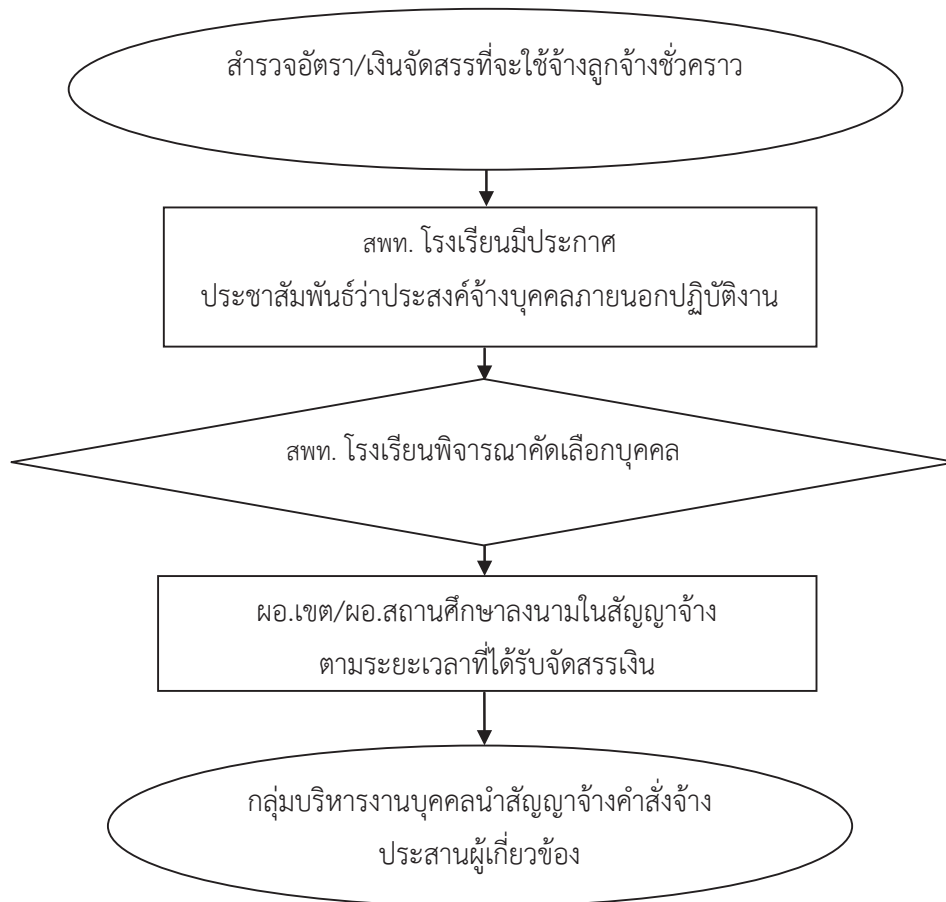 สำรวจอัตรา/เงินจัดสรรที่จะใช้จ้างลูกจ้างชั่วคราว
สพท. โรงเรียนมีประกาศ
ประชาสัมพันธ์ว่าประสงค์จ้างบุคคลภายนอกปฏิบัติงาน
สพท. โรงเรียนพิจารณาคัดเลือกบุคคล
ผอ.เขต/ผอ.สถานศึกษาลงนามในสัญญาจ้าง
ตามระยะเวลาที่ได้รับจัดสรรเงิน
กลุ่มบริหารงานบุคคลนำสัญญาจ้างคำสั่งจ้าง
ประสานผู้เกี่ยวข้อง